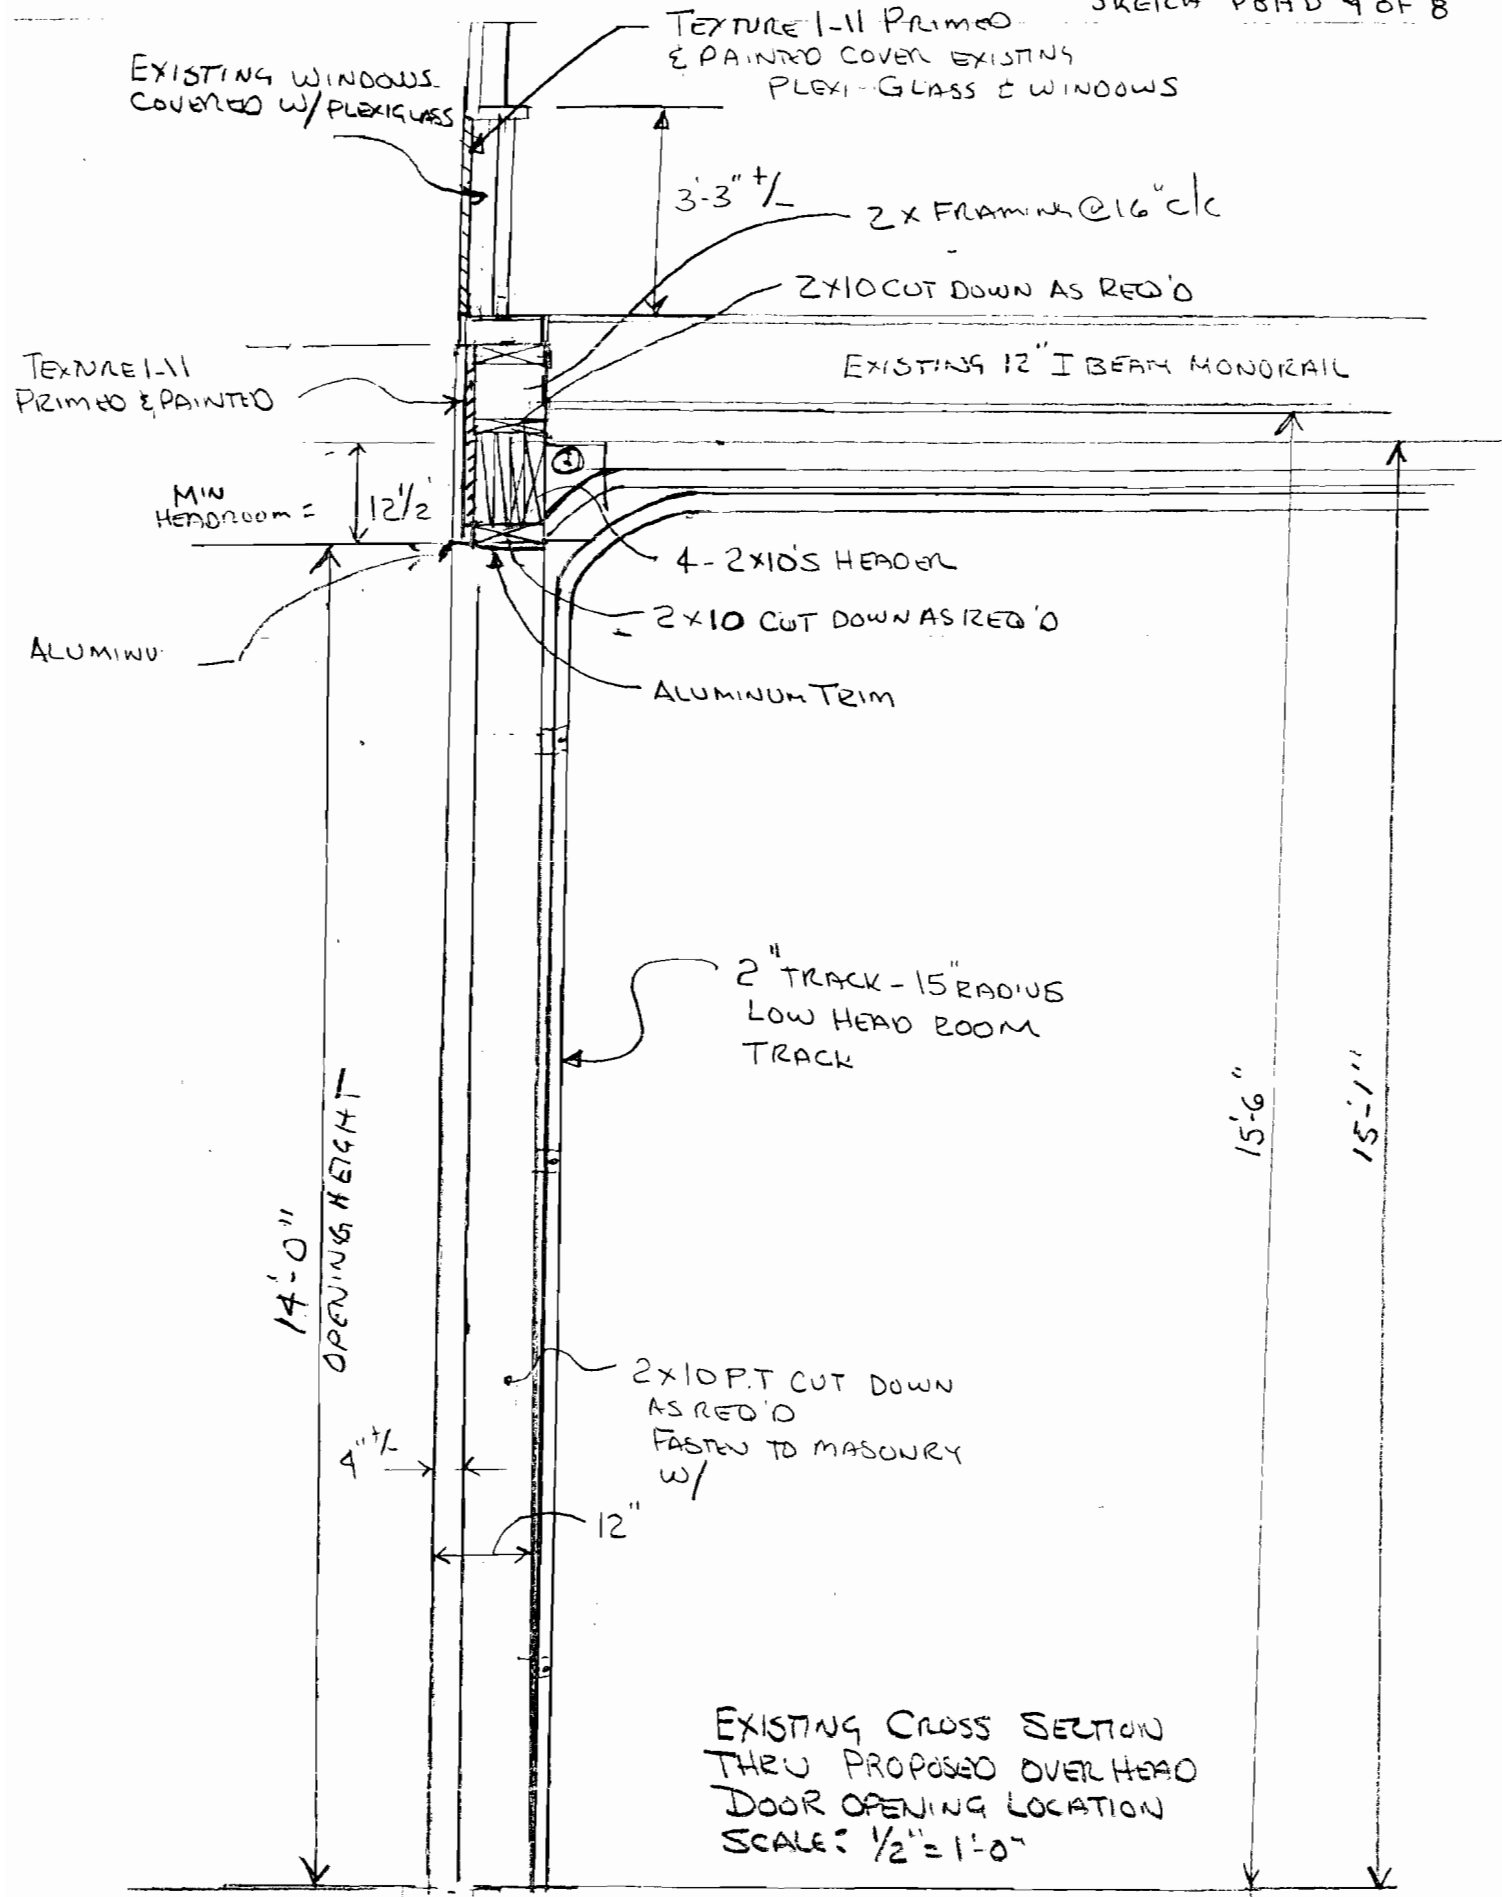 SKETCH
OF 8
TEXTURE 1-11 PRIMED
& PAINTED COVER EXISTING
PLEXI-GLASS & WINDOWS
EXISTING WINDOWS
COVERED W/ PLEXIGLASS
3'-3" +/-
2 X FRAMING @ 16" c/c
2X10 CUT DOWN AS REQ'D
EXISTING 12" I BEAM MONORAIL
TEXTURE 1-11
PRIMED & PAINTED
MIN
HEADROOM =
12 1/2
4 - 2X10'S HEADER
2X10 CUT DOWN AS REQ'D
ALUMINU
ALUMINUM TRIM
2" TRACK - 15" RADIUS
LOW HEAD ROOM
TRACK
15'-6"
15'-1"
14'-0"
OPENING HEIGHT
2X10 P.T CUT DOWN
AS REQ'D
FASTEN TO MASONRY
W/
4" +/-
12"
EXISTING CROSS SECTION
THRU PROPOSED OVER HEAD
DOOR OPENING LOCATION
SCALE: 1/2" = 1'-0"